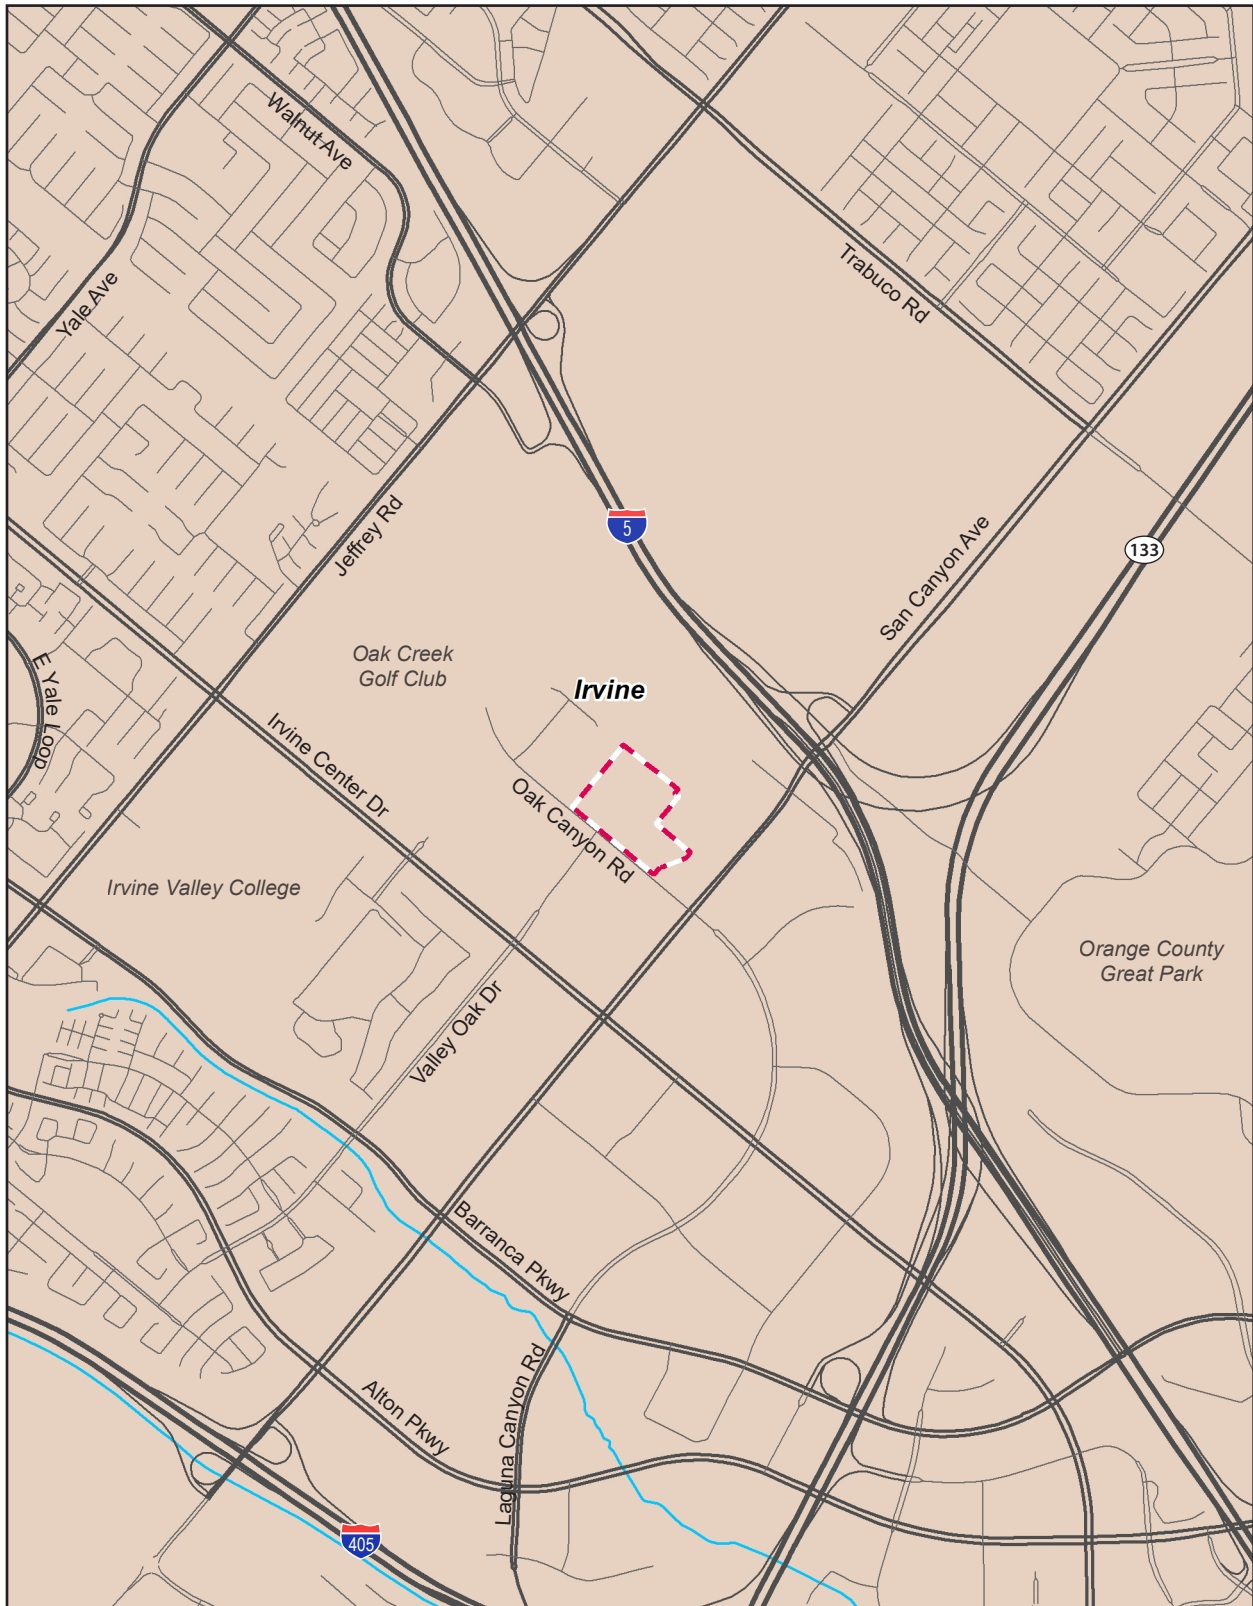 Walnut Ave
Yale Ave
Trabuco Rd
Jeffrey Rd
5
San Canyon Ave
133
Oak Creek
Golf Club
Irvine
E Yale Loop
Irvine Center Dr
Oak Canyon Rd
Irvine Valley College
Orange County
Great Park
Valley Oak Dr
Barranca Pkwy
Laguna Canyon Rd
Alton Pkwy
405